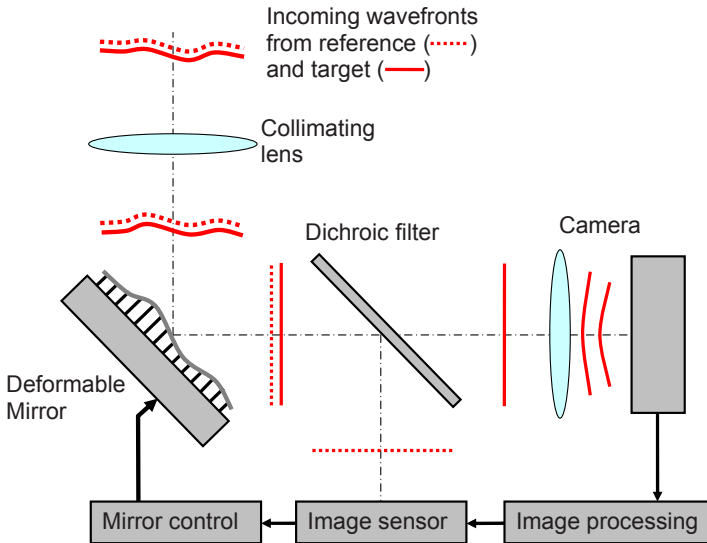 Incoming wavefronts
from reference (┅┅)
and target (—)
Collimating
lens
Dichroic filter
Camera
Deformable
Mirror
Mirror control
Image sensor
Image processing